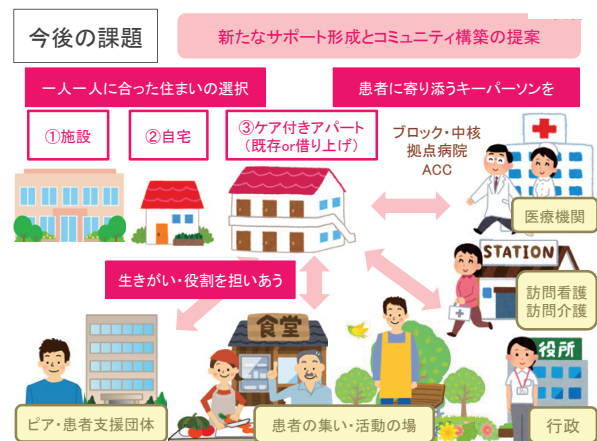 今後の課題
新たなサポート形成とコミュニティ構築の提案
一人一人に合った住まいの選択
患者に寄り添うキーパーソンを
①施設
②自宅
③ケア付きアパート
(既存or借り上げ)
ブロック・中核
拠点病院
ACC
医療機関
STATION
訪問看護
訪問介護
生きがい・役割を担いあう
食堂
役所
ピア・患者支援団体
患者の集い・活動の場
行政